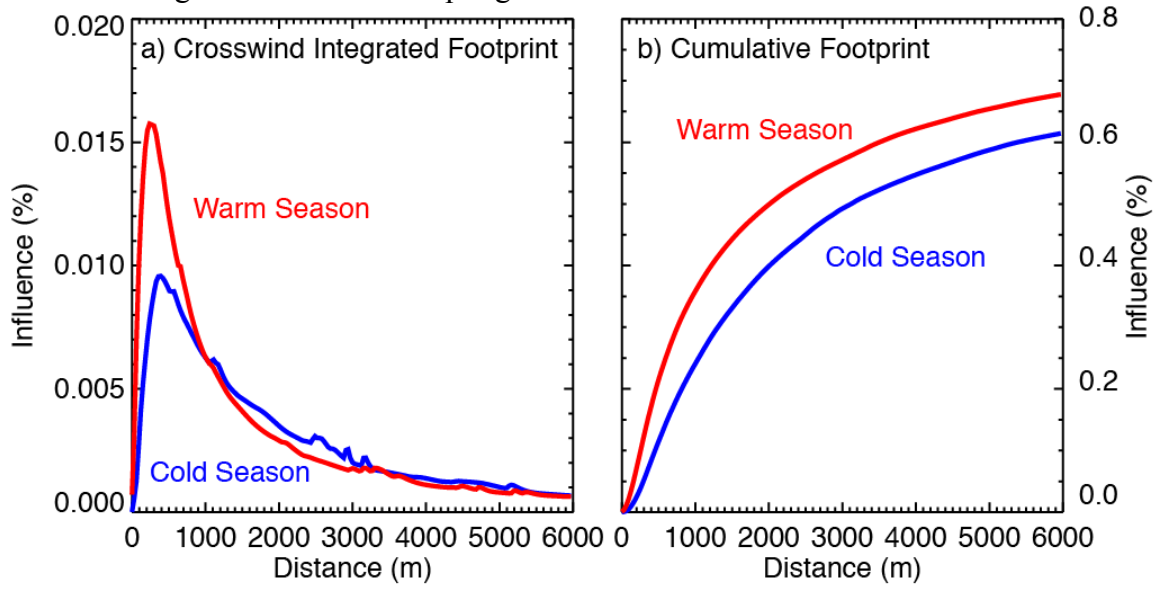 0.020
0.015
0.010
0.005
0.000
Influence (%)
a) Crosswind Integrated Footprint
Warm Season
Cold Season
0 1000 2000 3000 4000 5000 6000
Distance (m)
b) Cumulative Footprint
Warm Season
Cold Season
0.8
0.6
0.4
0.2
0.0
Influence (%)
0 1000 2000 3000 4000 5000 6000
Distance (m)